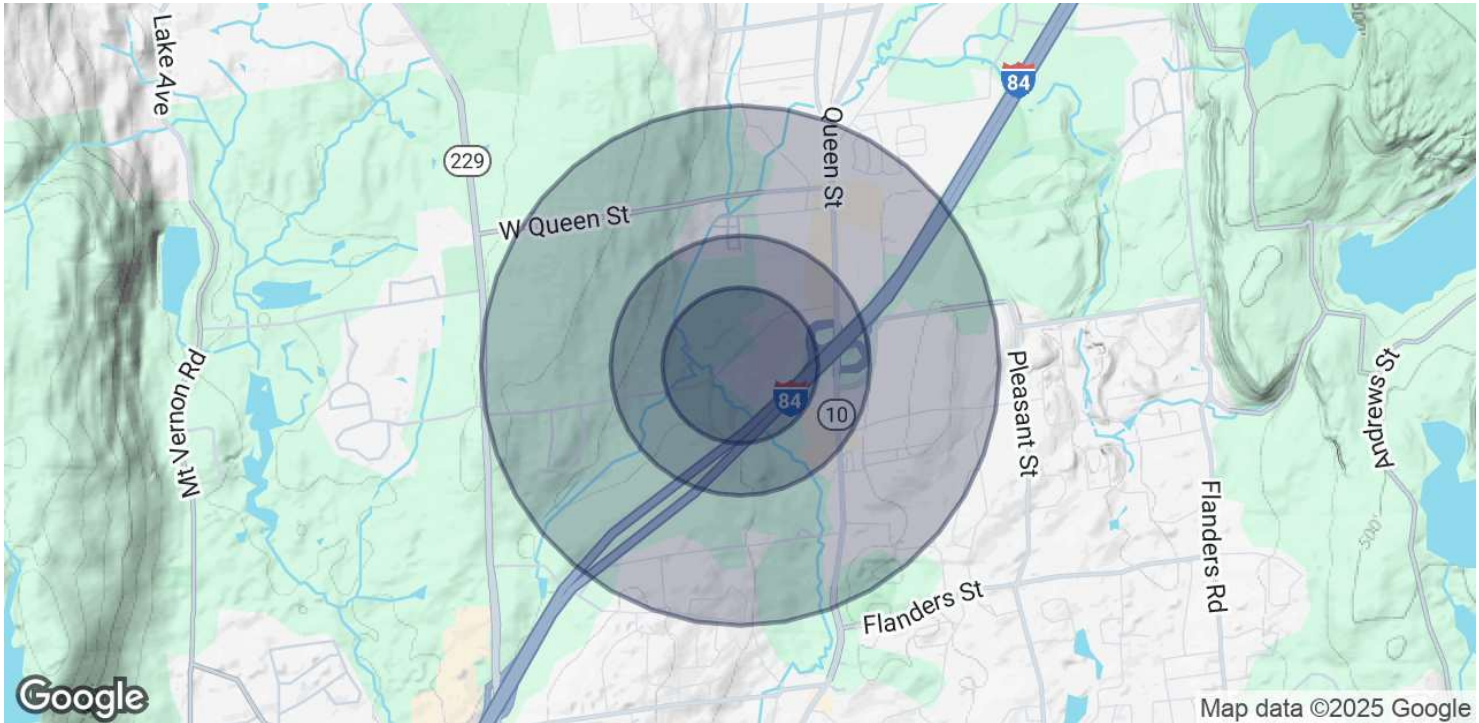 Lake Ave
84
Queen St
229
W Queen St
84
10
Mt Vernon Rd
Pleasant St
Andrews St
Flanders Rd
500
Flanders St
Google
Map data ©2025 Google